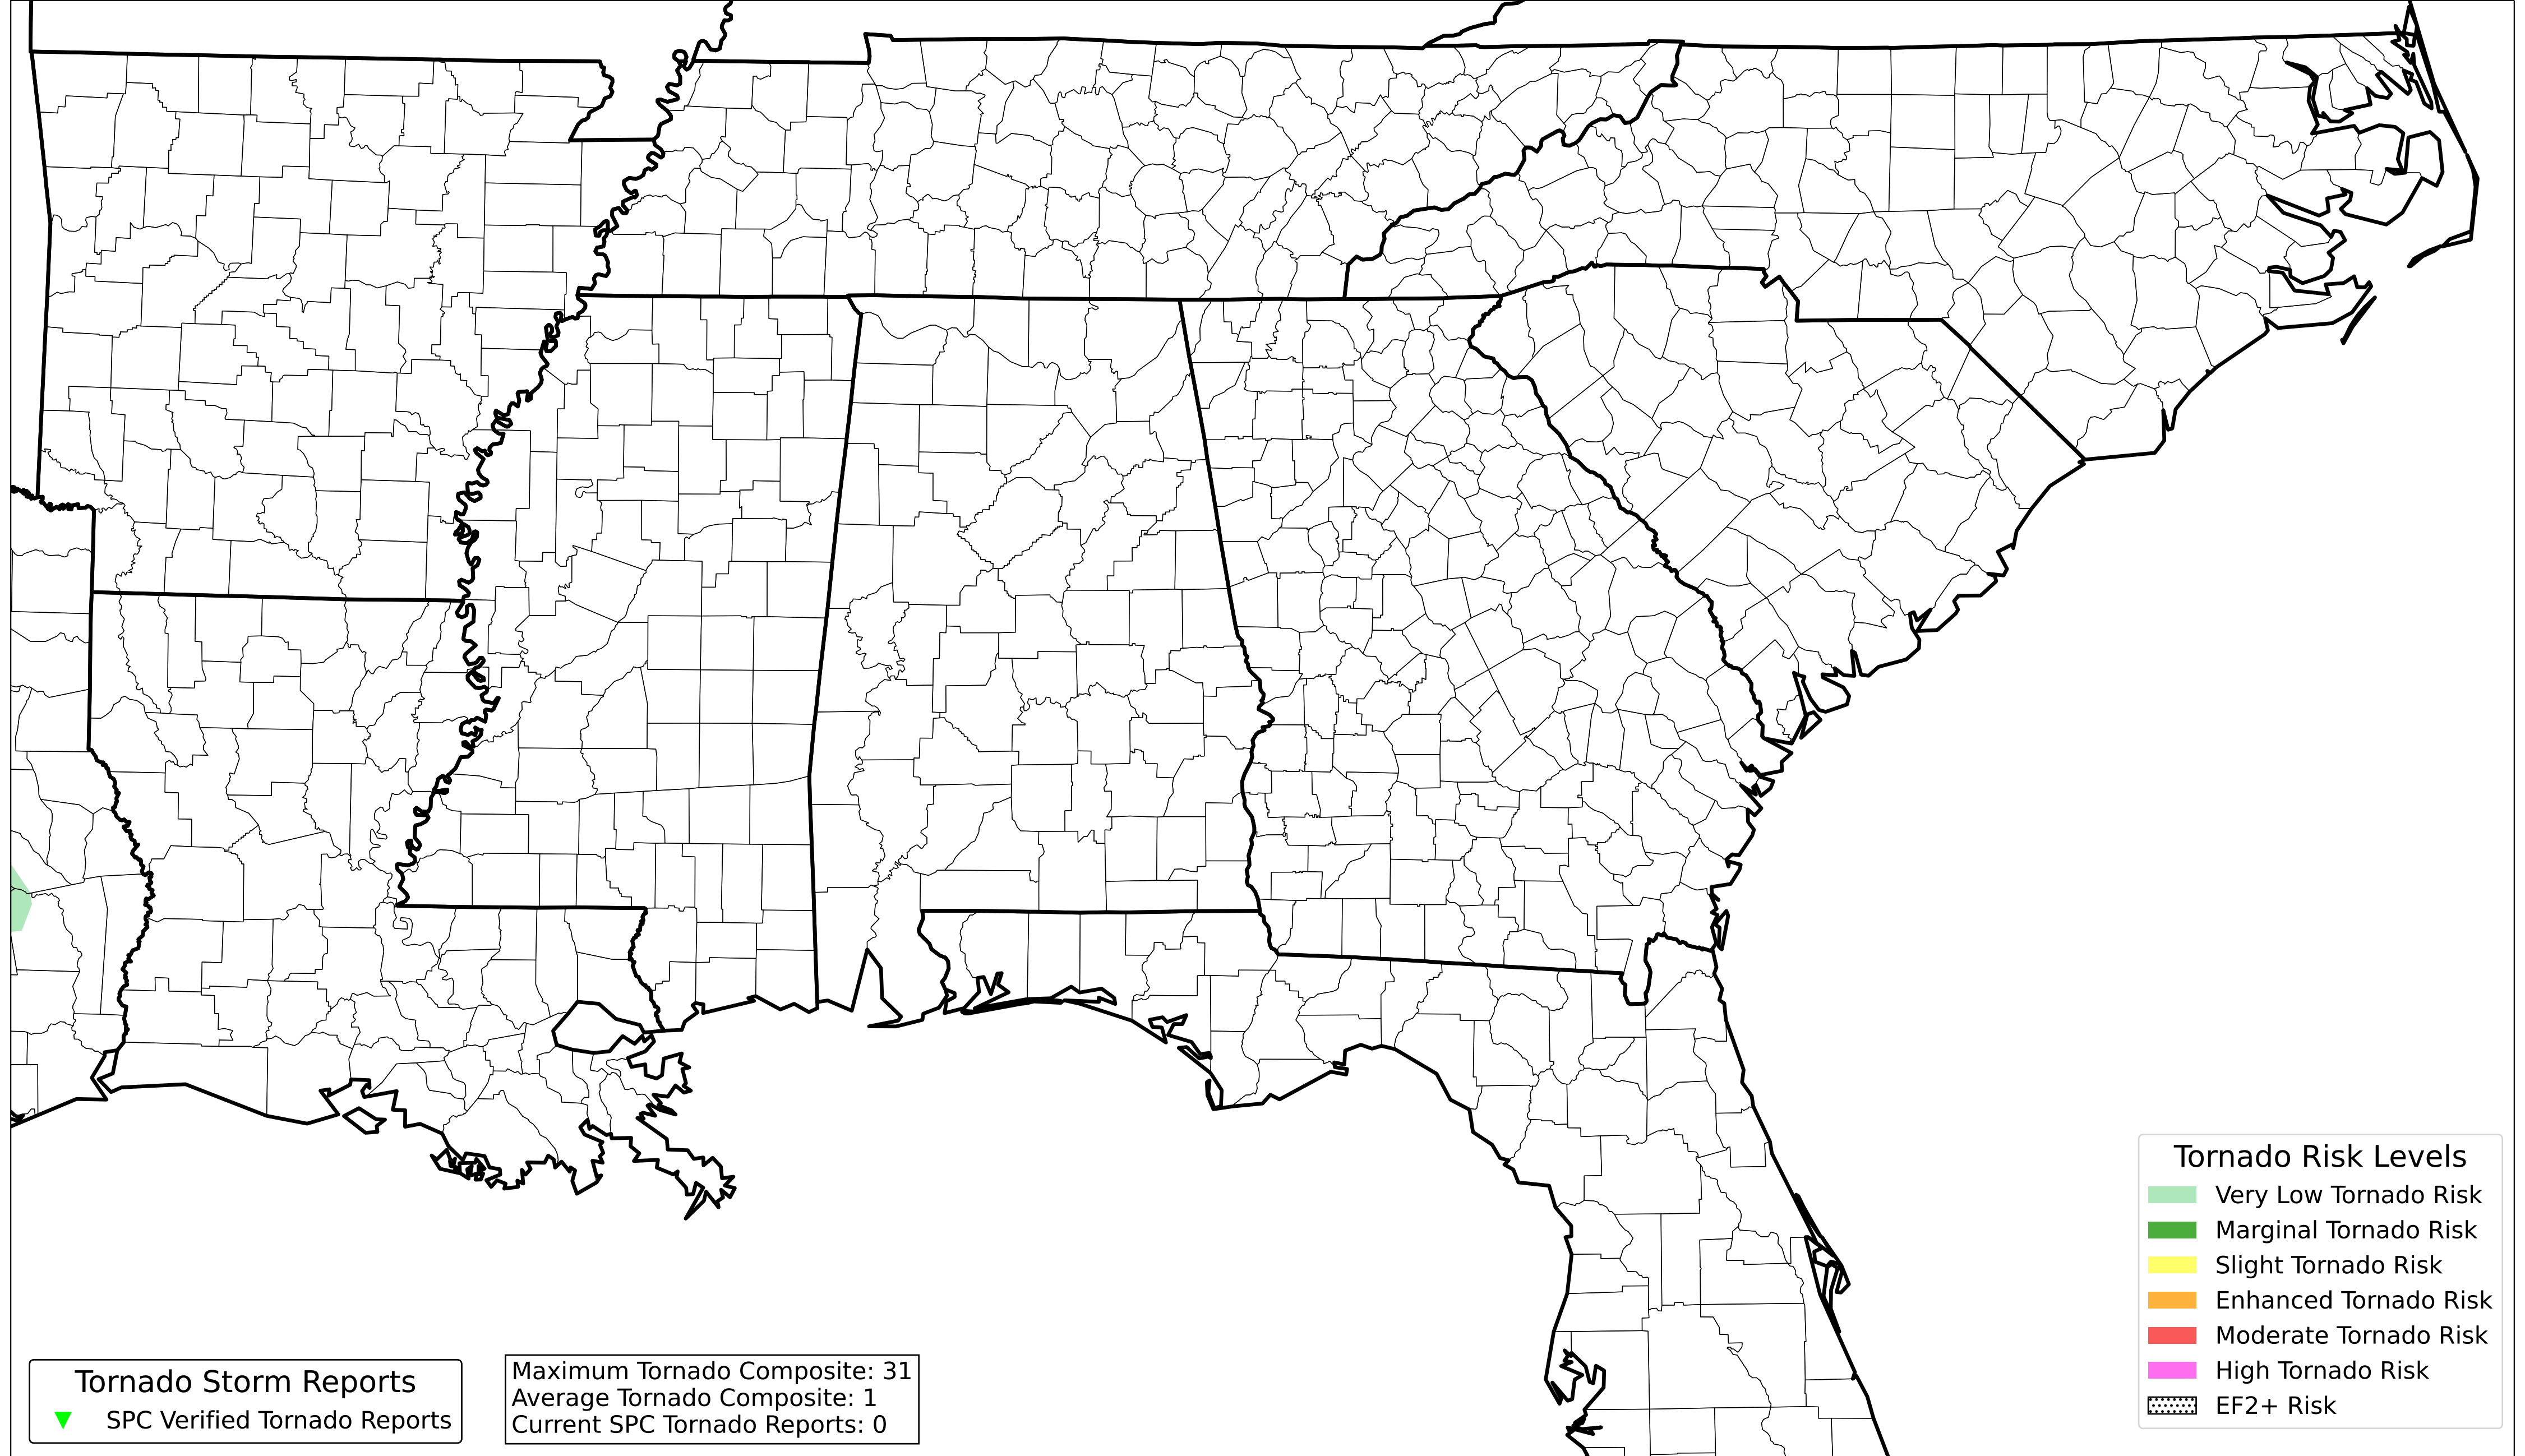 Tornado Risk Levels
Very Low Tornado Risk
Marginal Tornado Risk
Slight Tornado Risk
Enhanced Tornado Risk
Moderate Tornado Risk
High Tornado Risk
EF2+ Risk
Tornado Storm Reports
SPC Verified Tornado Reports
Maximum Tornado Composite: 31
Average Tornado Composite: 1
Current SPC Tornado Reports: 0